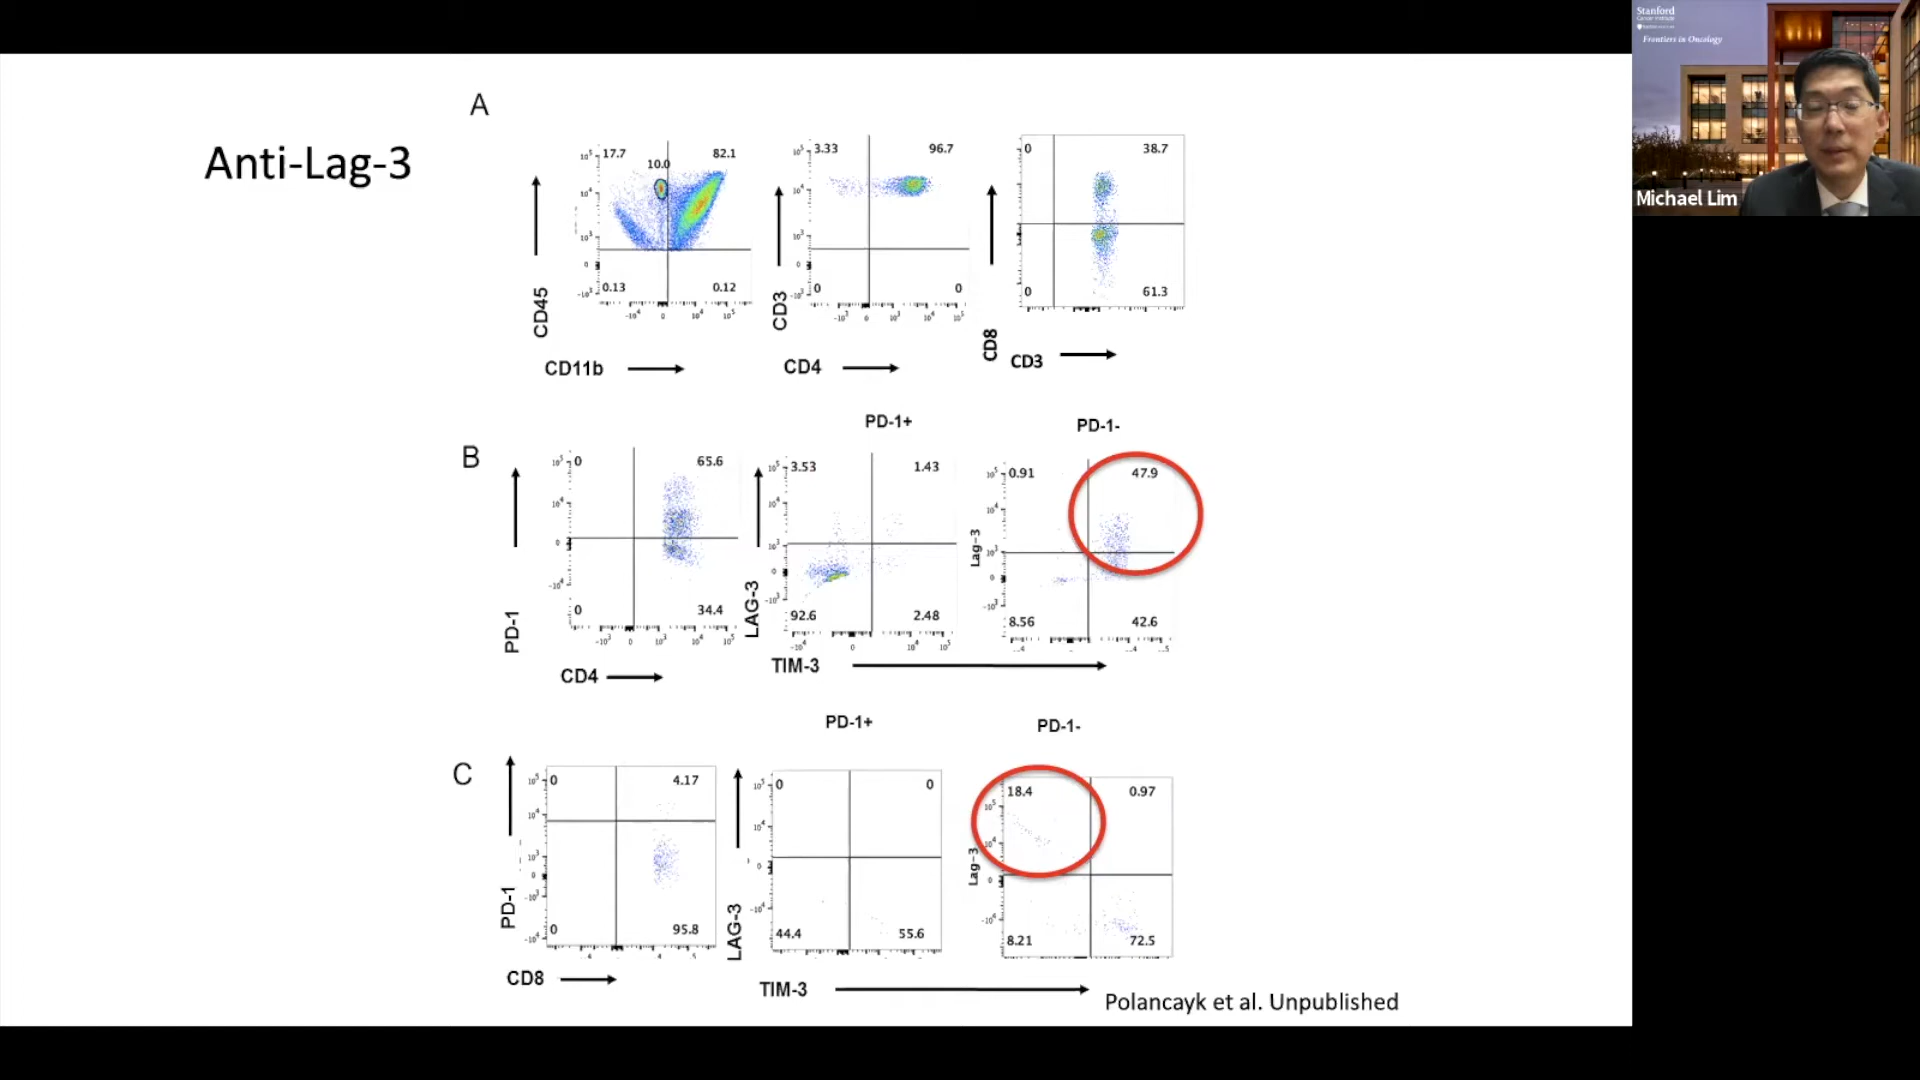 Anti-Lag-3
A
17.7
10.0
82.1
0.13
0.12
CD45
CD11b
3.33
96.7
0
0
CD3
CD4
0
38.7
0
61.3
CD8
CD3
PD-1+
PD-1-
B
0
65.6
0
34.4
PD-1
CD4
3.53
1.43
92.6
2.48
LAG-3
TIM-3
0.91
47.9
8.56
42.6
Lag-3
PD-1+
PD-1-
C
0
4.17
0
95.8
PD-1
CD8
0
0
44.4
55.6
LAG-3
TIM-3
18.4
0.97
8.21
72.5
Lag-3
Polancayk et al. Unpublished
Stanford
Cancer Institute
Frontiers in Oncology
Michael Lim